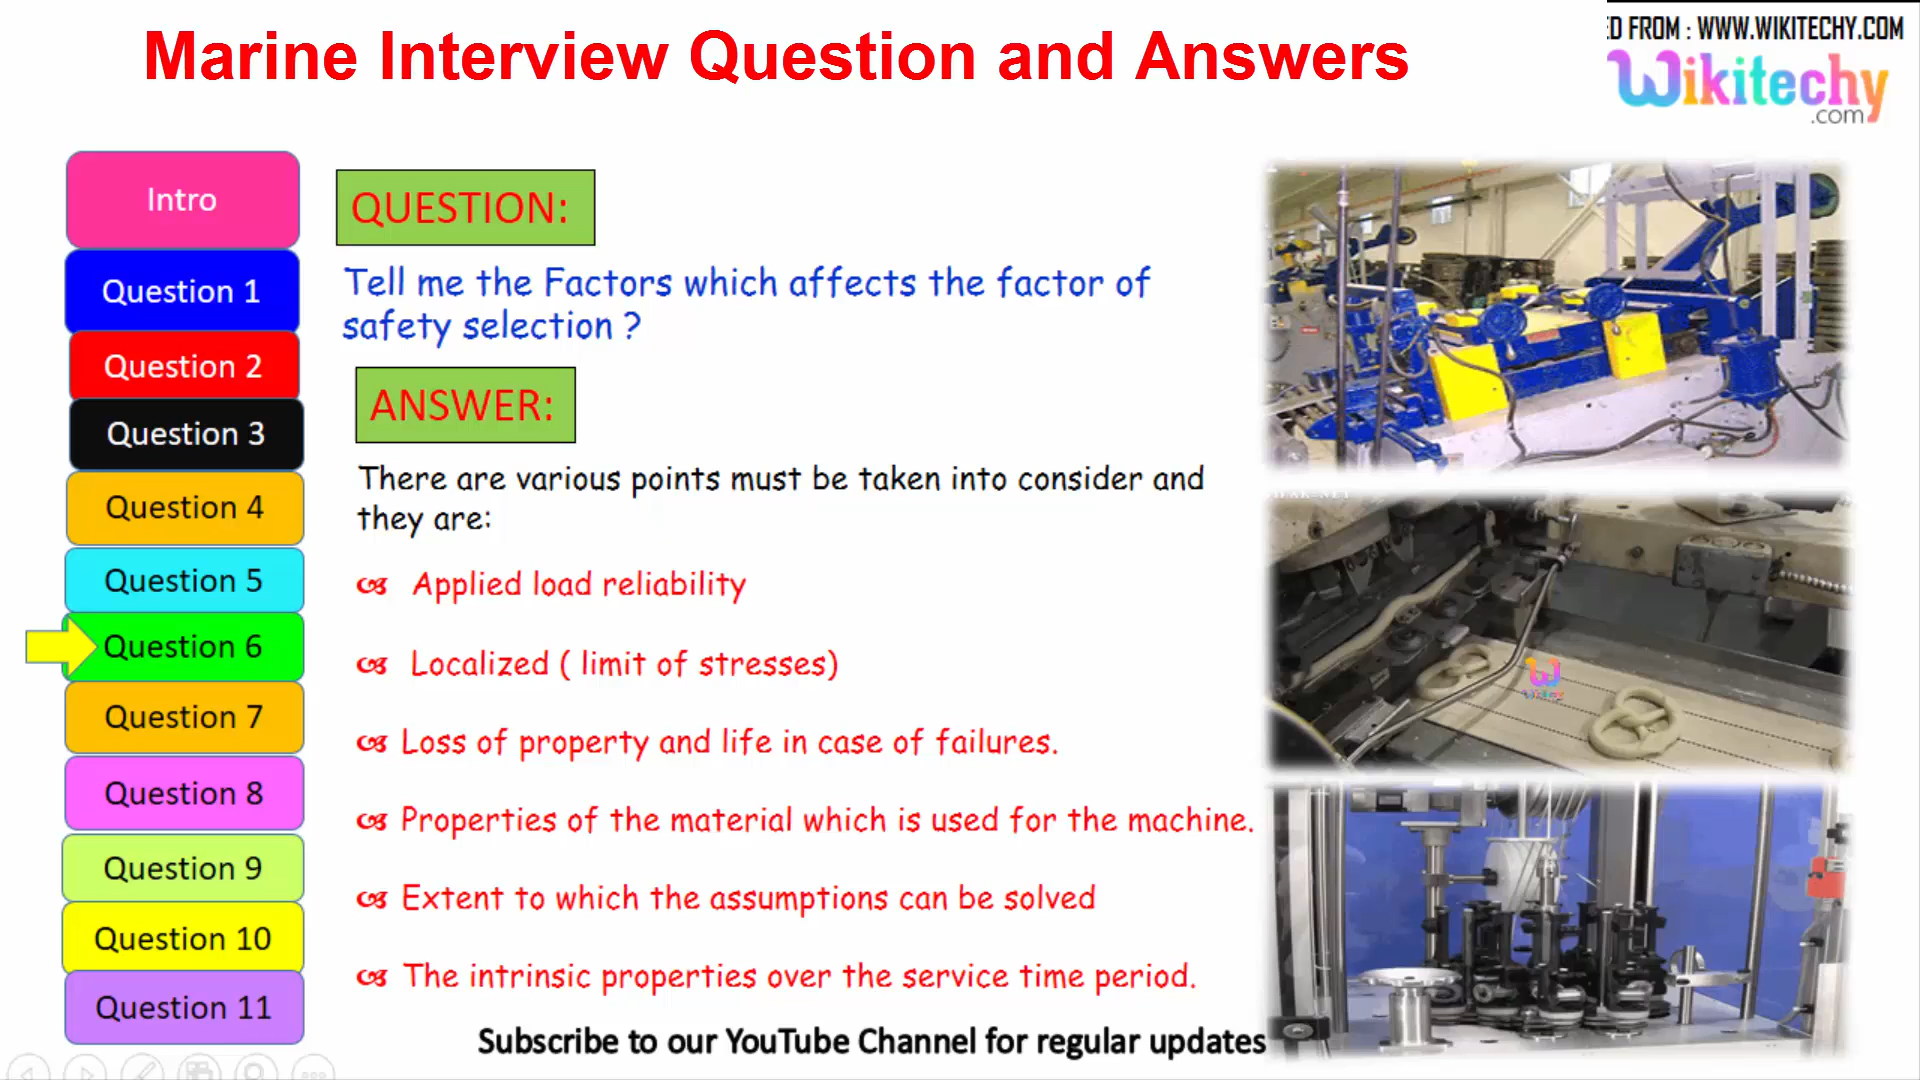 Marine Interview Question and Answers
ED FROM : WWW.WIKITECHY.COM
Wikitechy
.com
Intro
Question 1
Question 2
Question 3
Question 4
Question 5
Question 6
Question 7
Question 8
Question 9
Question 10
Question 11
QUESTION:
Tell me the Factors which affects the factor of
safety selection ?
ANSWER:
There are various points must be taken into consider and
they are:
Applied load reliability
Localized ( limit of stresses)
Loss of property and life in case of failures.
Properties of the material which is used for the machine.
Extent to which the assumptions can be solved
The intrinsic properties over the service time period.
Subscribe to our YouTube Channel for regular updates